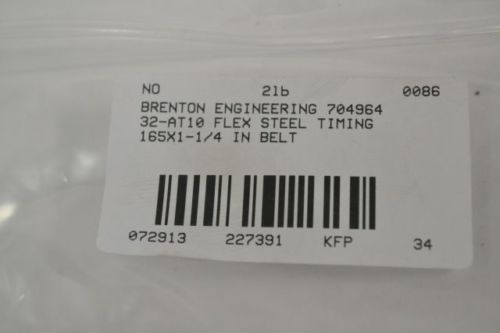 NO 2lb 0086
BRENTON ENGINEERING 704964
32-AT10 FLEX STEEL TIMING
165X1-1/4 IN BELT
072913 227391 KFP 34